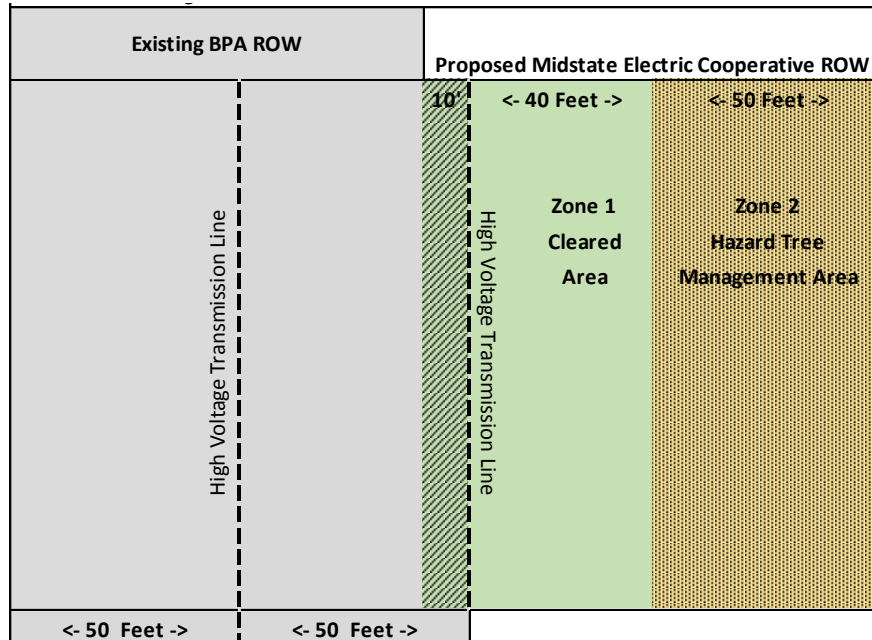 Existing BPA ROW
Proposed Midstate Electric Cooperative ROW
10'
<- 40 Feet ->
<- 50 Feet ->
High Voltage Transmission Line
High Voltage Transmission Line
Zone 1
Cleared
Area
Zone 2
Hazard Tree
Management Area
<- 50 Feet ->
<- 50 Feet ->